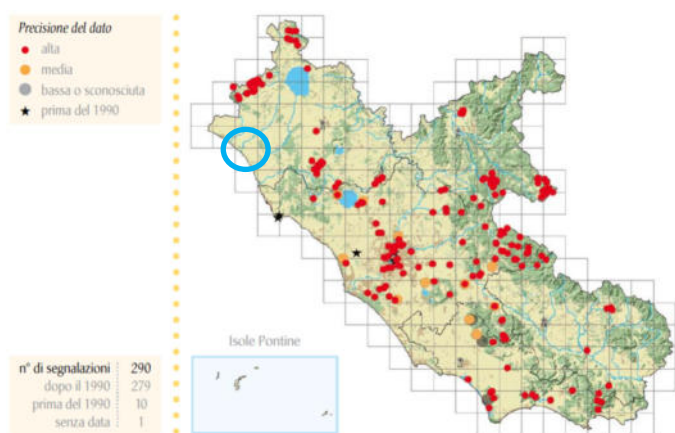 Precisione del dato
alta
media
bassa o sconosciuta
prima del 1990
Isole Pontine
n° di segnalazioni 290
dopo il 1990 279
prima del 1990 10
senza data 1